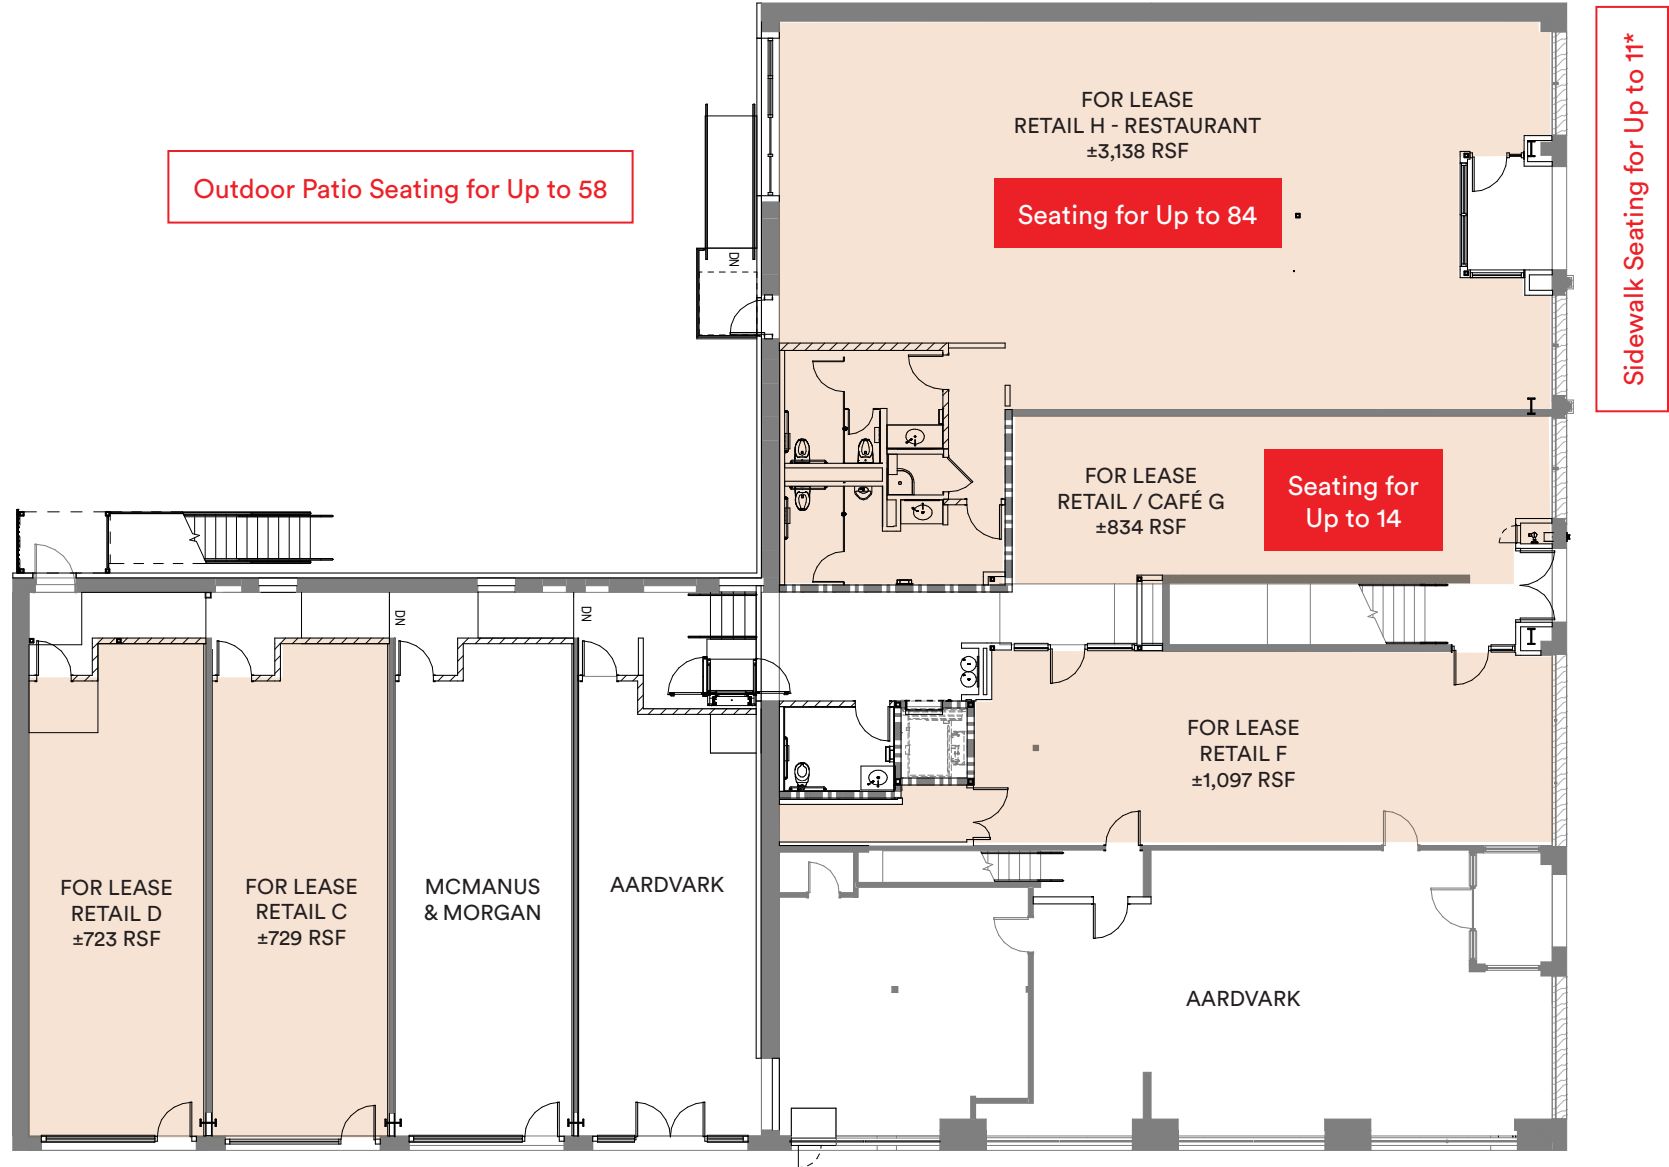 FOR LEASE
RETAIL H - RESTAURANT
±3,138 RSF
Seating for Up to 84
Sidewalk Seating for Up to 11*
Outdoor Patio Seating for Up to 58
DN
FOR LEASE
RETAIL / CAFÉ G
±834 RSF
Seating for
Up to 14
DN
DN
FOR LEASE
RETAIL F
±1,097 RSF
FOR LEASE
RETAIL D
±723 RSF
FOR LEASE
RETAIL C
±729 RSF
MCMANUS
& MORGAN
AARDVARK
AARDVARK